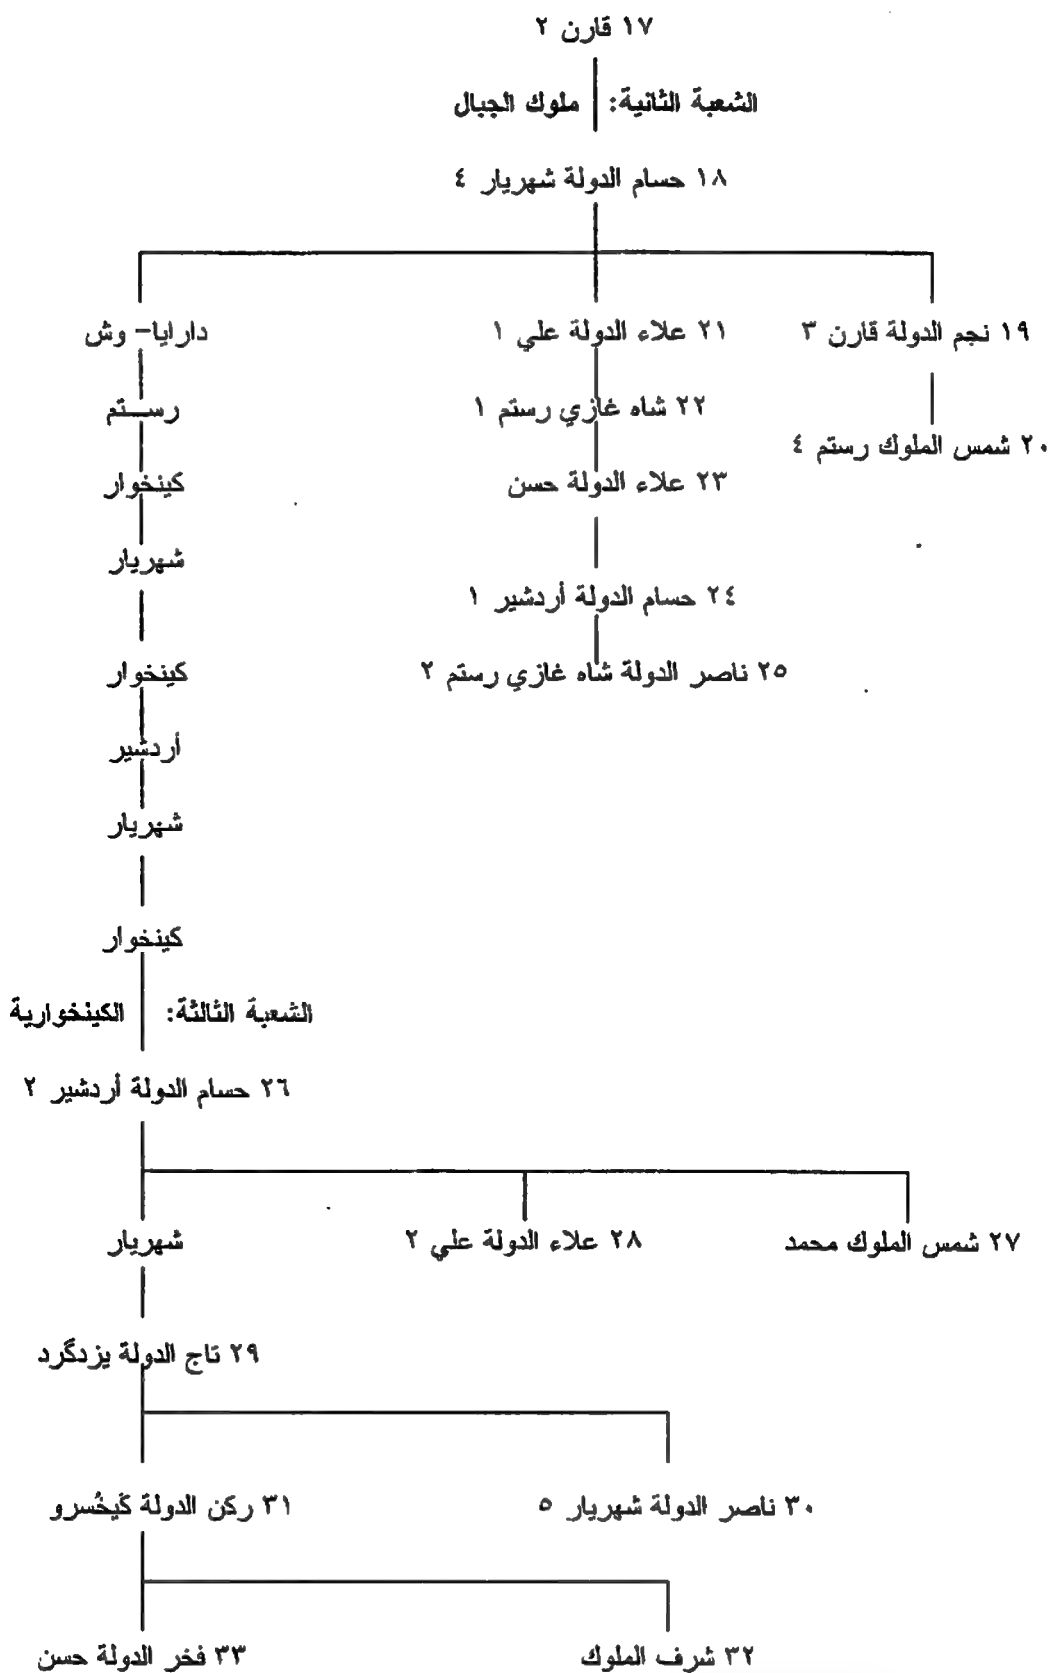 ١٧ قارن ٢
الشعبة الثانية: ملوك الجبال
١٨ حسام الدولة شهريار ٤
١٩ نجم الدولة قارن ٣ ٢١ علاء الدولة علي ١ دارايا- وش
٢٢ شاه غازي رستم ١ رستم
٢٠ شمس الملوك رستم ٤
٢٣ علاء الدولة حسن كينخوار
شهريار
٢٤ حسام الدولة أردشير ١
٢٥ ناصر الدولة شاه غازي رستم ٢ كينخوار
أردشير
شهريار
كينخوار
الشعبة الثالثة: الكينخوارية
٢٦ حسام الدولة أردشير ٢
٢٧ شمس الملوك محمد ٢٨ علاء الدولة علي ٢ شهريار
٢٩ تاج الدولة يزدگرد
٣٠ ناصر الدولة شهريار ٥ ٣١ ركن الدولة كَيخُسرو
٣٢ شرف الملوك ٣٣ فخر الدولة حسن